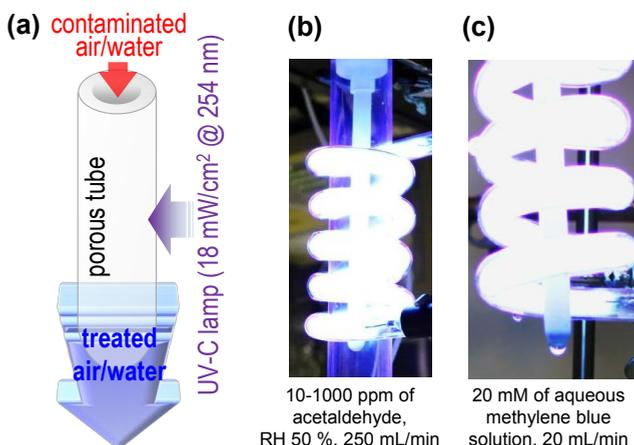 (a)
contaminated
air/water
porous tube
treated
air/water
UV-C lamp (18 mW/cm² @ 254 nm)
(b)
10-1000 ppm of
acetaldehyde,
RH 50 %, 250 mL/min
(c)
20 mM of aqueous
methylene blue
solution, 20 mL/min